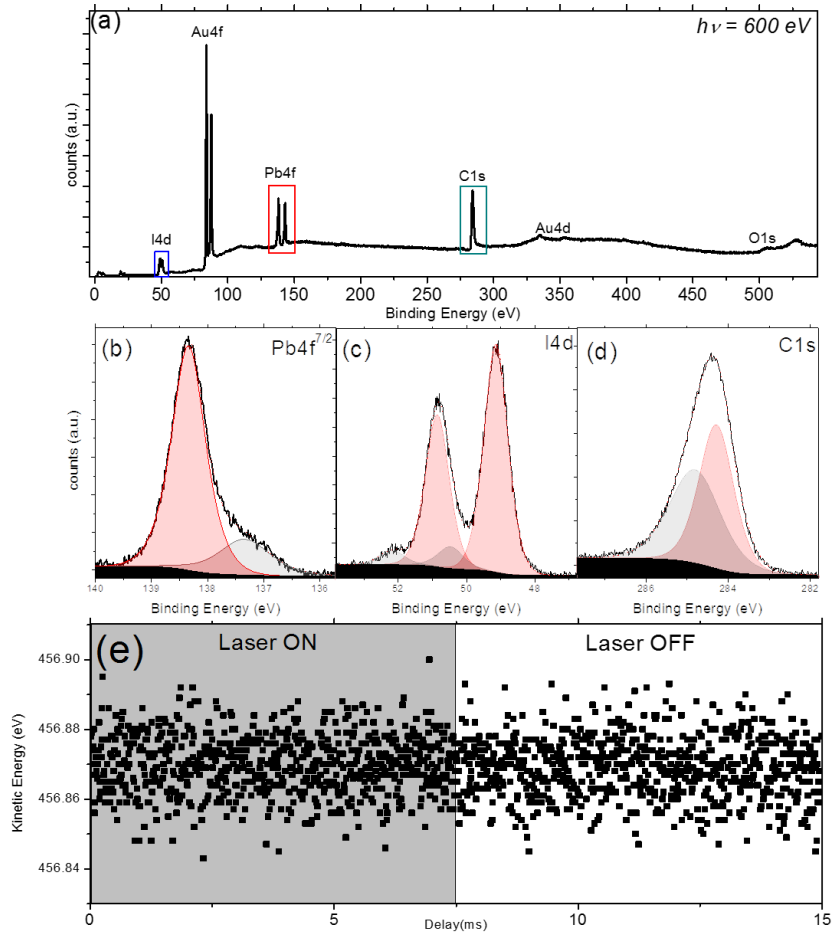 (a)
hν = 600 eV
Au4f
Pb4f
C1s
I4d
Au4d
O1s
counts (a.u.)
0 50 100 150 200 250 300 350 400 450 500
Binding Energy (eV)
(b) Pb4f7/2
(c) I4d
(d) C1s
counts (a.u.)
140 139 138 137 136
52 50 48
286 284 282
Binding Energy (eV) Binding Energy (eV) Binding Energy (eV)
(e) Laser ON Laser OFF
456.90
456.88
456.86
456.84
Kinetic Energy (eV)
0 5 10 15
Delay(ms)